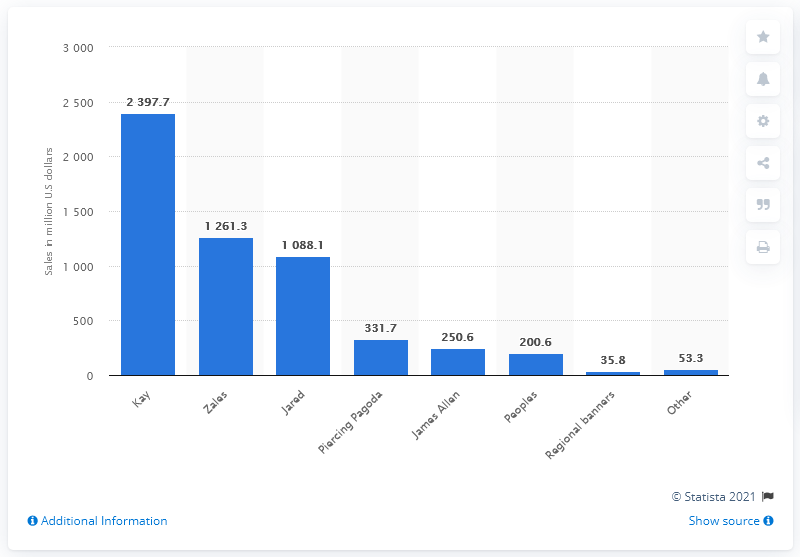 3 000
2 500
2 000
1 500
1 000
500
0
Sales in million U.S dollars
2 397.7
1 261.3
1 088.1
331.7
250.6
200.6
35.8
53.3
Kay
Zales
Jared
Piercing Pagoda
James Allen
Peoples
Regional banners
Other
© Statista 2021
Additional Information
Show source